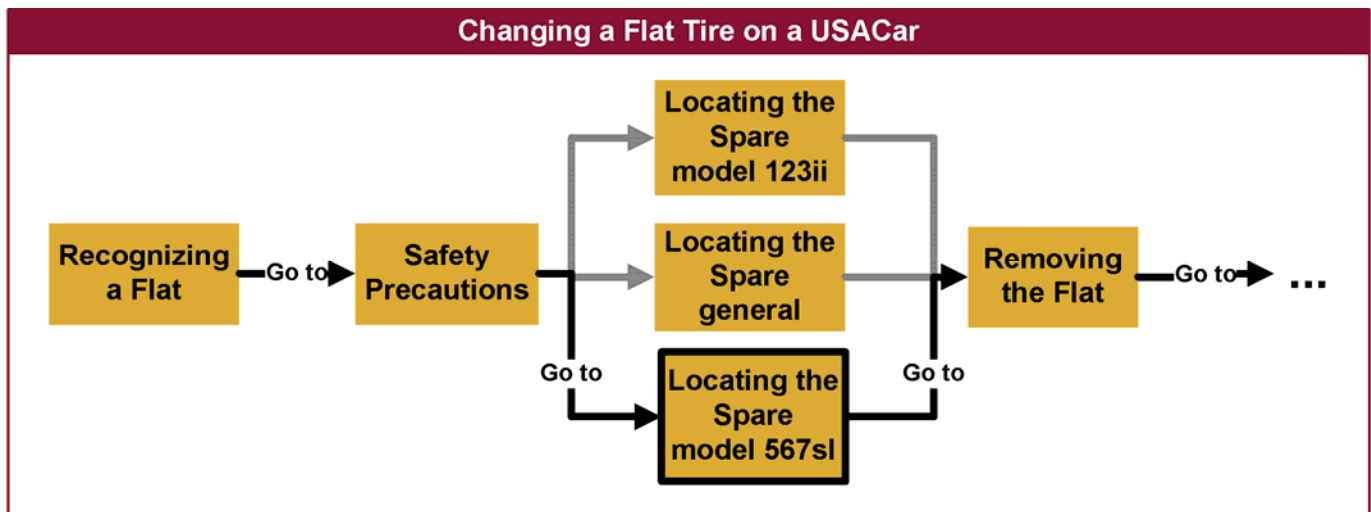 Changing a Flat Tire on a USACar
Recognizing
a Flat
Go to
Safety
Precautions
Locating the
Spare
model 123ii
Locating the
Spare
general
Go to
Locating the
Spare
model 567sl
Go to
Removing
the Flat
Go to
...